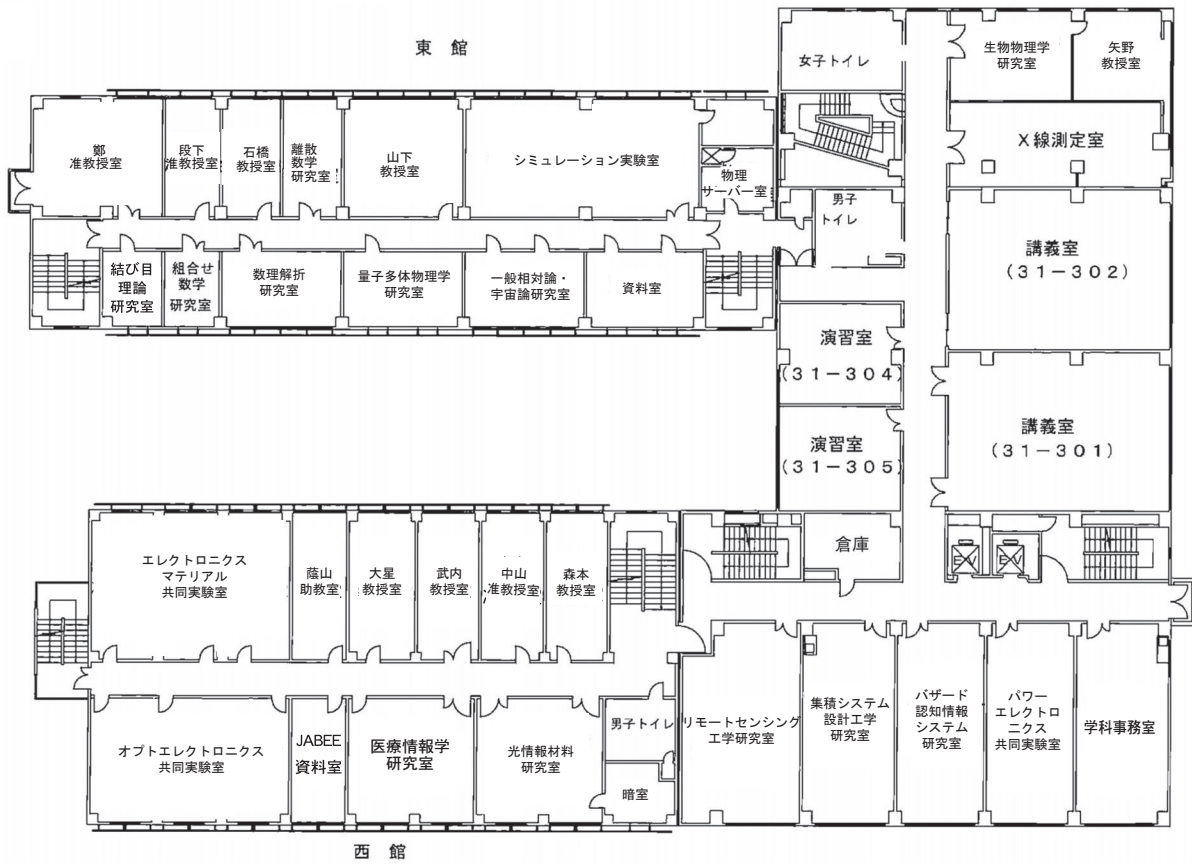 東 館
女子トイレ
生物物理学
研究室
矢野
教授室
鄭
准教授室
段下
准教授室
石橋
教授室
離散
数学
研究室
山下
教授室
シミュレーション実験室
物理
サーバー室
X線測定室
男子
トイレ
講義室
(31-302)
結び目
理論
研究室
組合せ
数学
研究室
数理解折
研究室
量子多体物理学
研究室
一般相対論・
宇宙論研究室
資料室
演習室
(31-304)
講義室
(31-301)
演習室
(31-305)
エレクトロニクス
マテリアル
共同実験室
蔭山
助教室
大星
教授室
武内
教授室
中山
准教授室
森本
教授室
倉庫
EV
EV
オプトエレクトロニクス
共同実験室
JABEE
資料室
医療情報学
研究室
光情報材料
研究室
男子トイレ
暗室
リモートセンシング
工学研究室
集積システム
設計工学
研究室
バザード
認知情報
システム
研究室
パワー
エレクトロ
ニクス
共同実験室
学科事務室
西 館